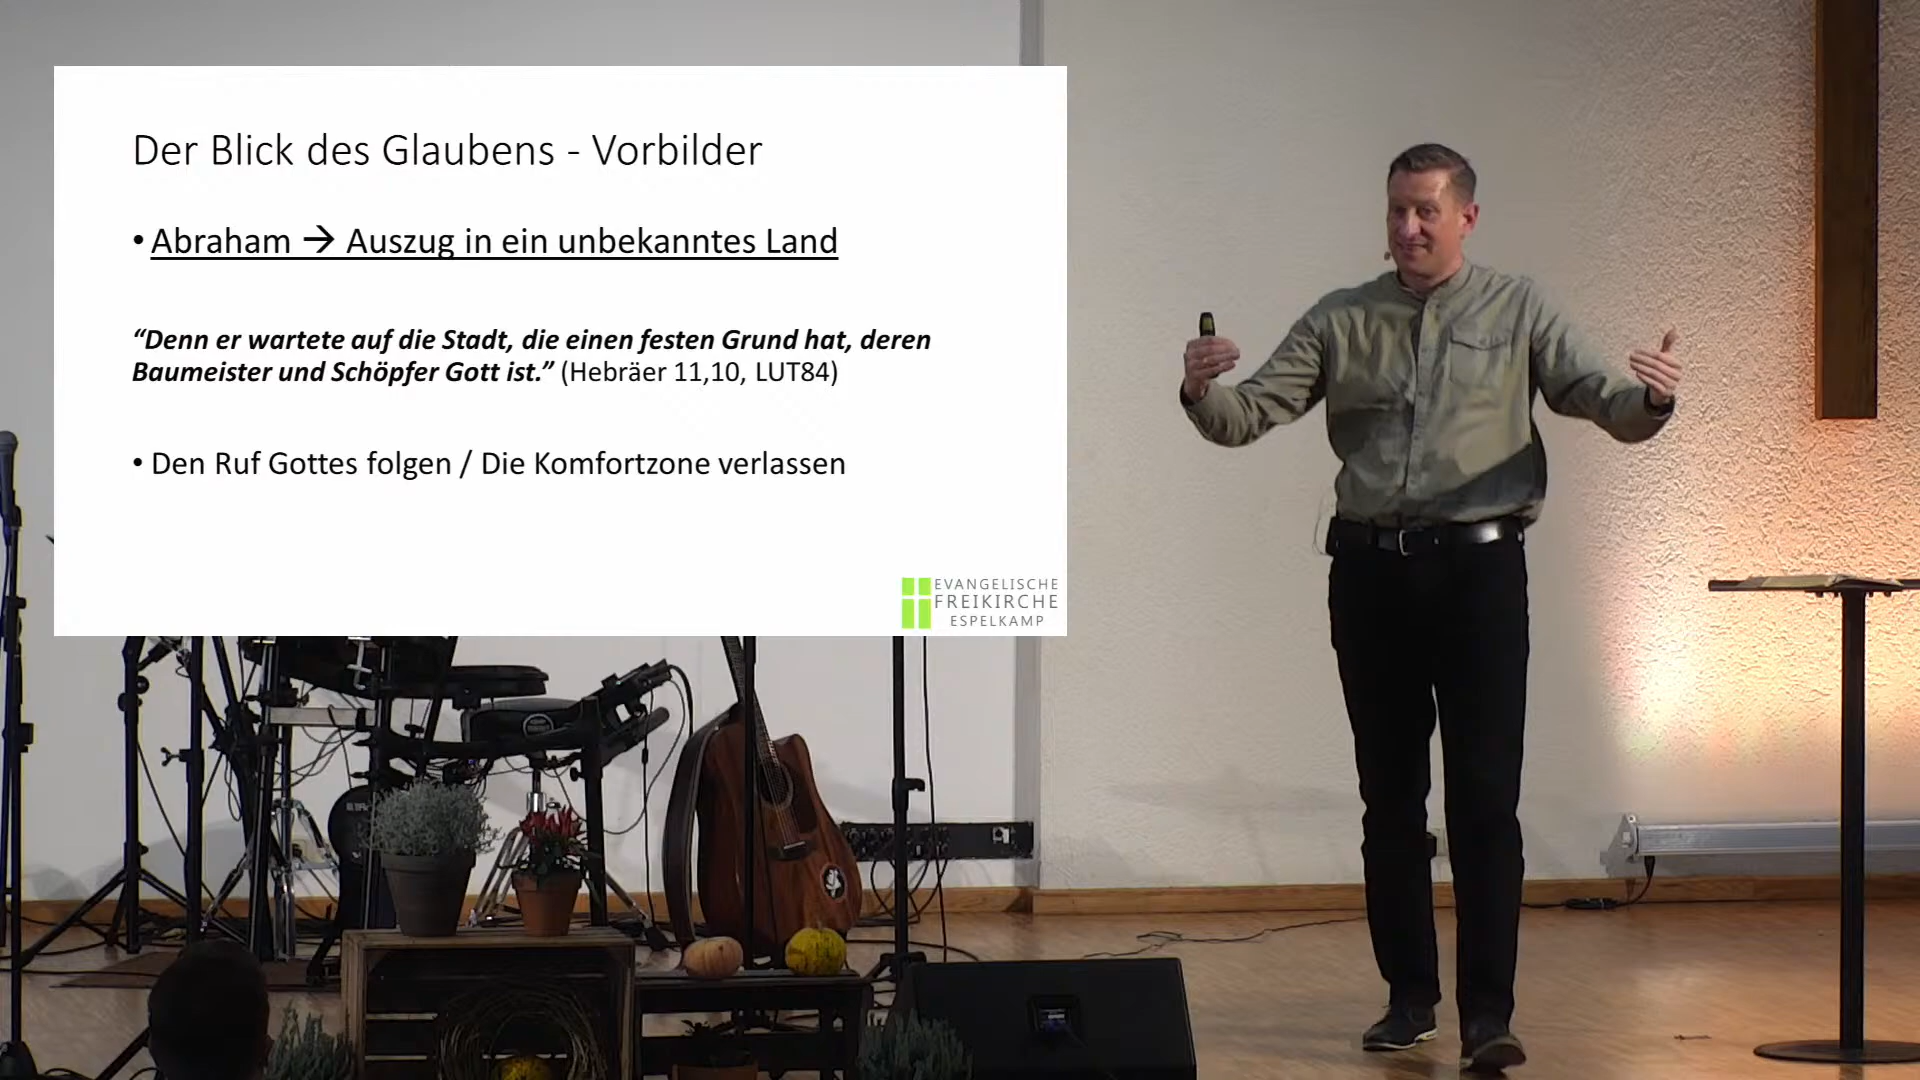 Der Blick des Glaubens - Vorbilder
• Abraham → Auszug in ein unbekanntes Land
“Denn er wartete auf die Stadt, die einen festen Grund hat, deren
Baumeister und Schöpfer Gott ist.” (Hebräer 11,10, LUT84)
• Den Ruf Gottes folgen / Die Komfortzone verlassen
EVANGELISCHE
FREIKIRCHE
ESPELKAMP